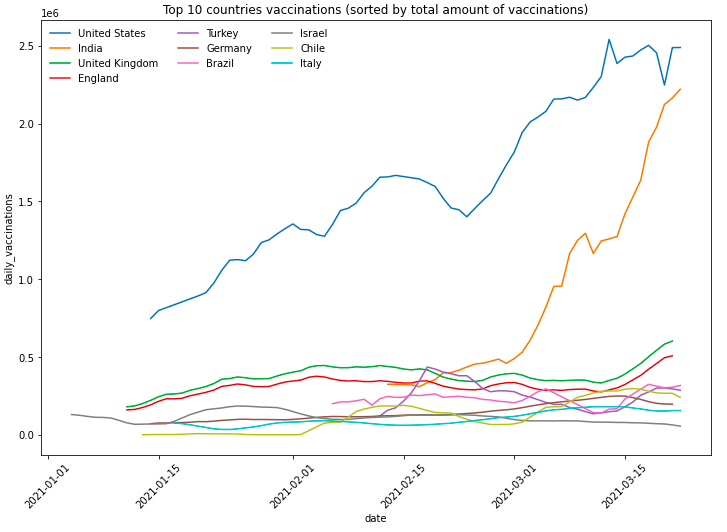 Top 10 countries vaccinations (sorted by total amount of vaccinations)
1e6
United States
India
United Kingdom
England
Turkey
Germany
Brazil
Israel
Chile
Italy
2.5
2.0
1.5
1.0
0.5
0.0
daily_vaccinations
2021-01-01
2021-01-15
2021-02-01
2021-02-15
2021-03-01
2021-03-15
date